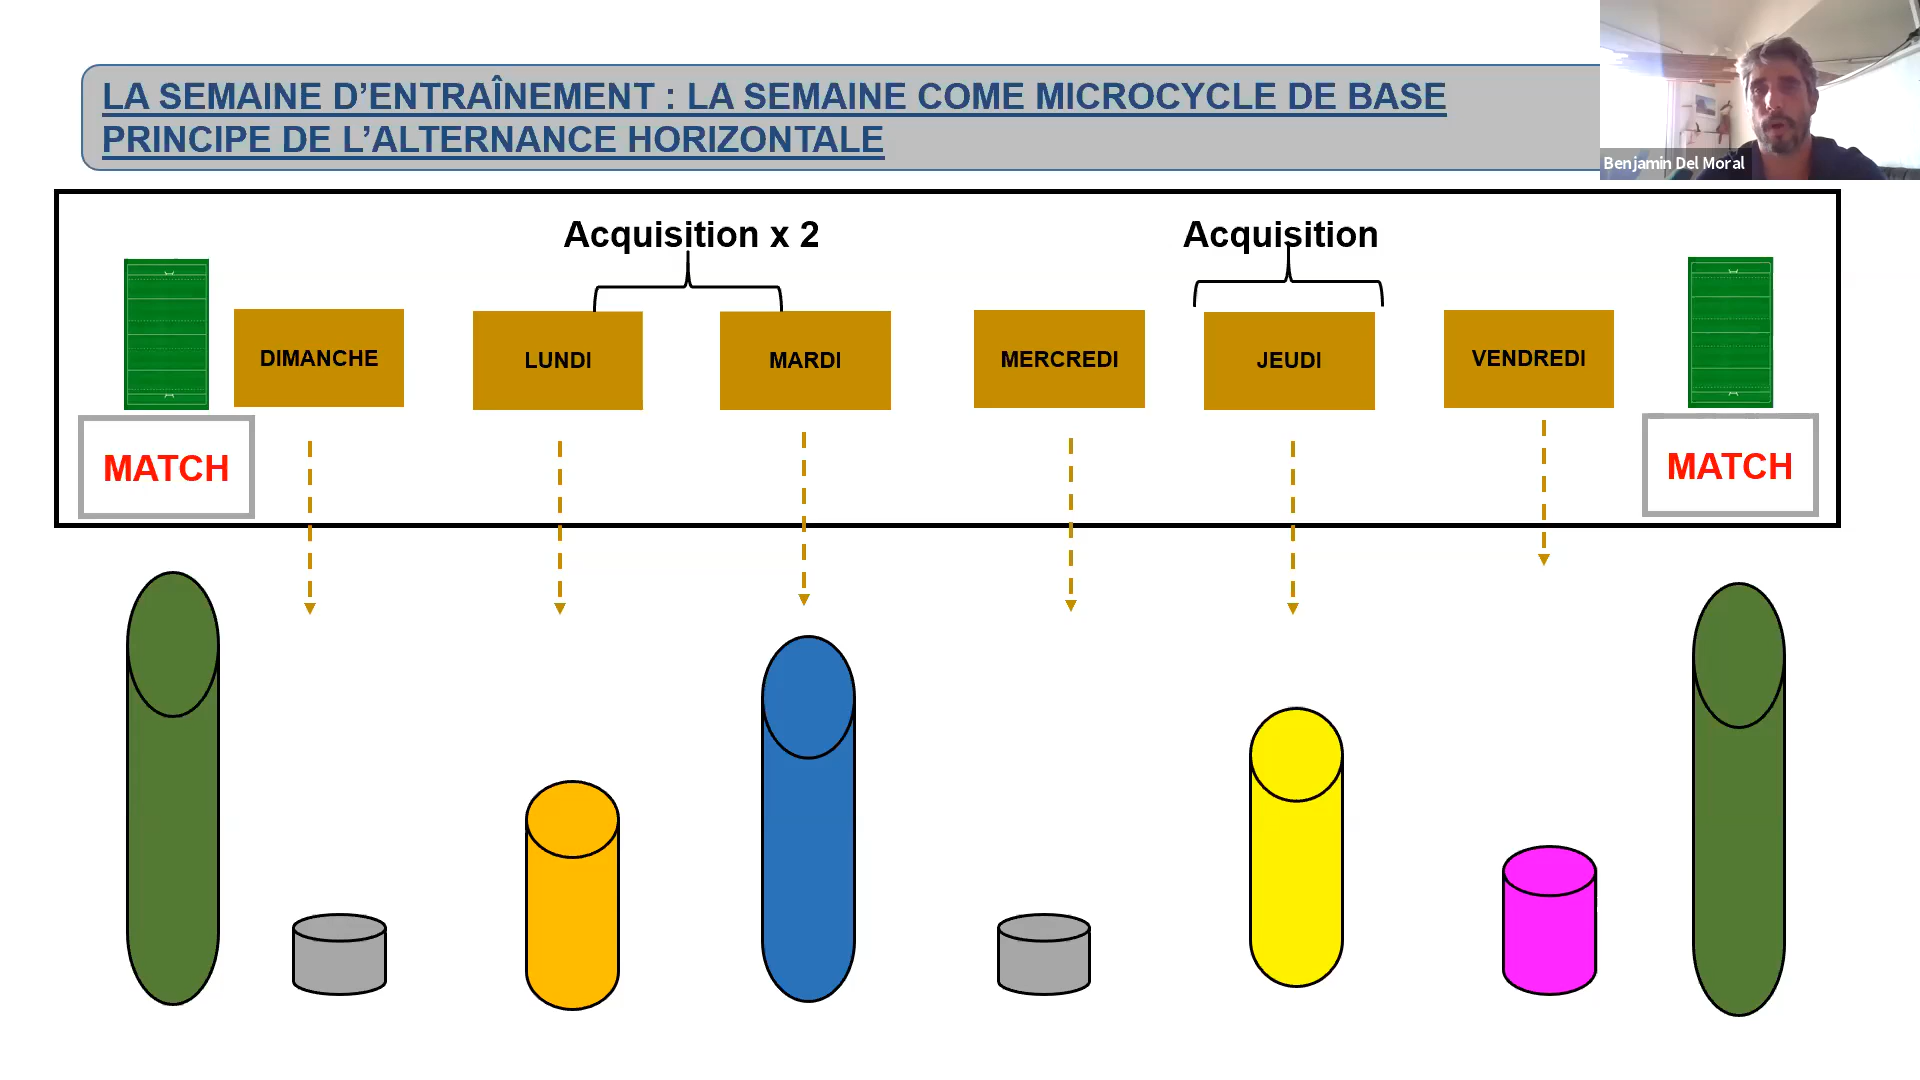 LA SEMAINE D’ENTRAÎNEMENT : LA SEMAINE COME MICROCYCLE DE BASE
PRINCIPE DE L’ALTERNANCE HORIZONTALE
Benjamin Del Moral
Acquisition x 2
Acquisition
DIMANCHE
LUNDI
MARDI
MERCREDI
JEUDI
VENDREDI
MATCH
MATCH